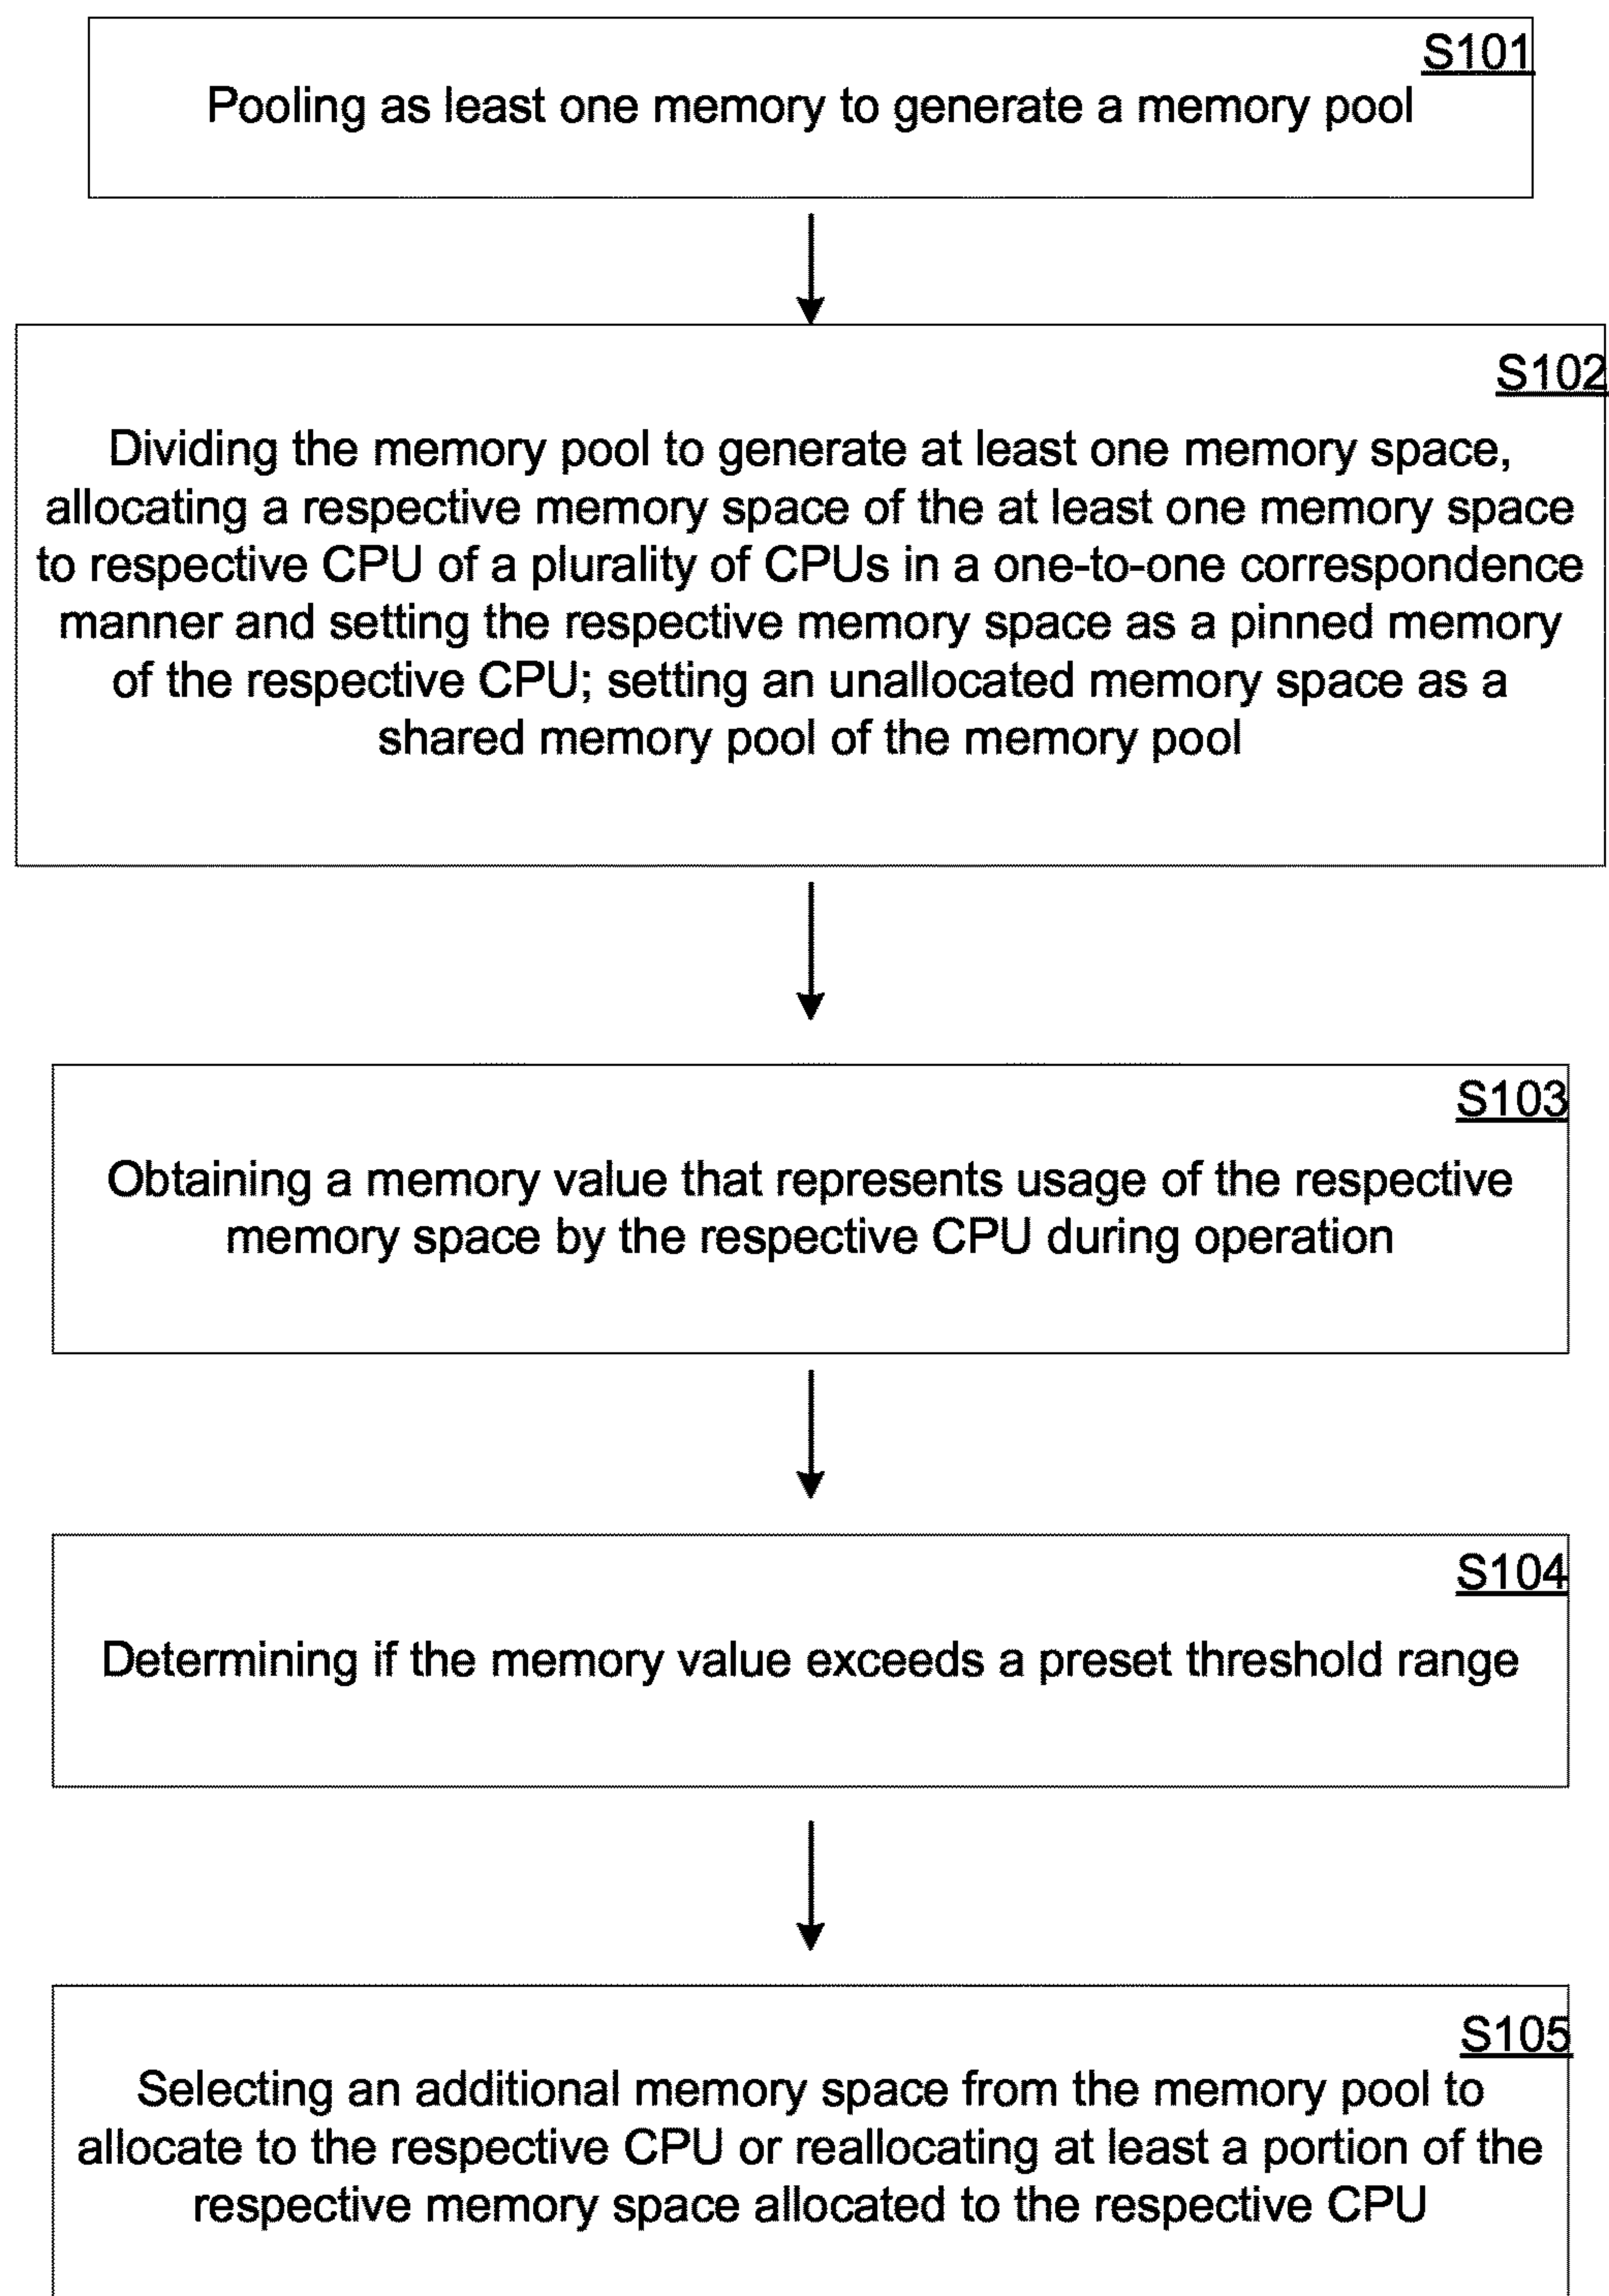 S101
Pooling as least one memory to generate a memory pool
S102
Dividing the memory pool to generate at least one memory space,
allocating a respective memory space of the at least one memory space
to respective CPU of a plurality of CPUs in a one-to-one correspondence
manner and setting the respective memory space as a pinned memory
of the respective CPU; setting an unallocated memory space as a
shared memory pool of the memory pool
S103
Obtaining a memory value that represents usage of the respective
memory space by the respective CPU during operation
S104
Determining if the memory value exceeds a preset threshold range
S105
Selecting an additional memory space from the memory pool to
allocate to the respective CPU or reallocating at least a portion of the
respective memory space allocated to the respective CPU